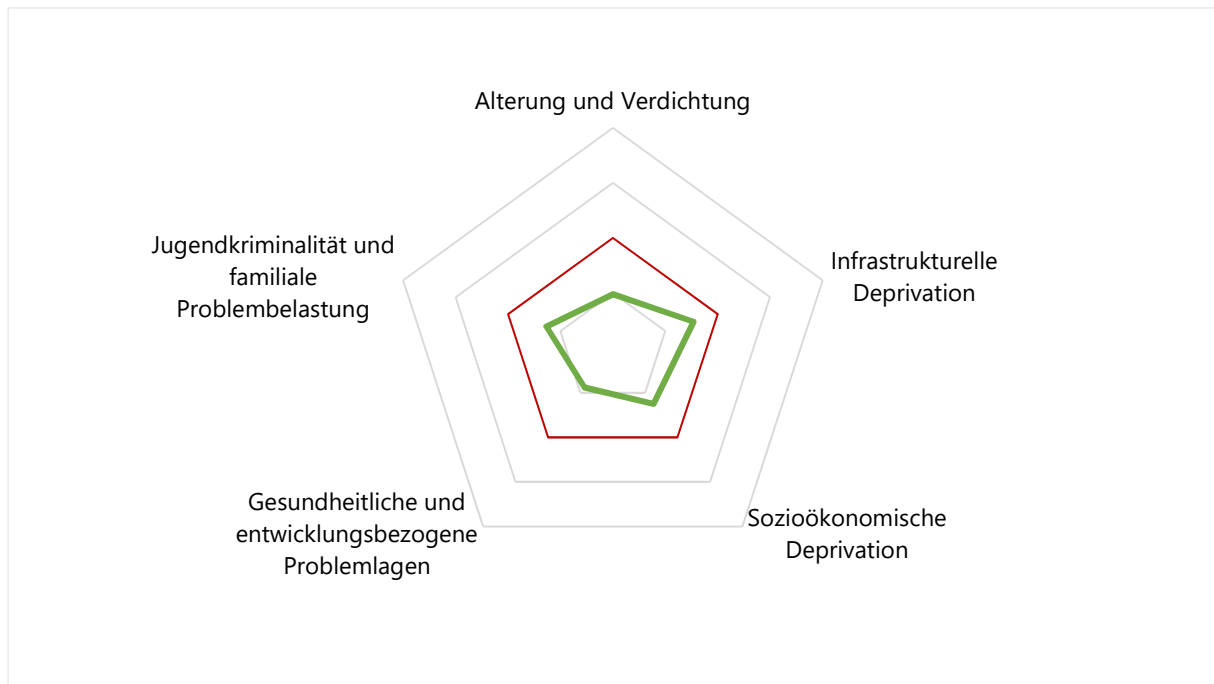 Alterung und Verdichtung
Jugendkriminalität und
familiale
Problembelastung
Infrastrukturelle
Deprivation
Gesundheitliche und
entwicklungsbezogene
Problemlagen
Sozioökonomische
Deprivation